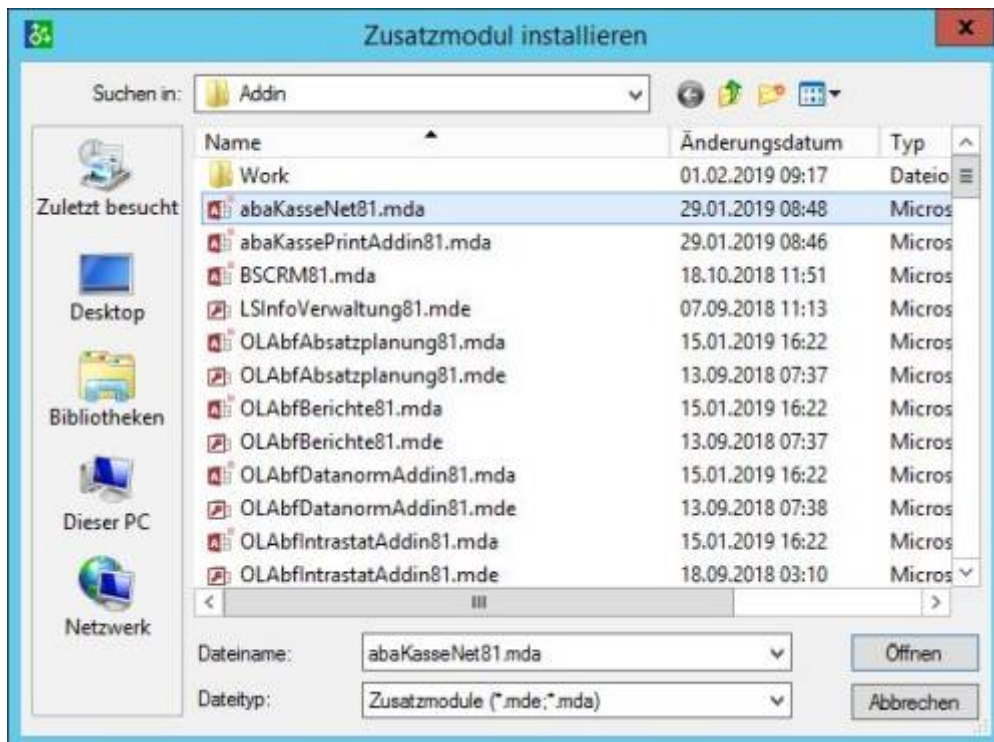 Zusatzmodul installieren
Suchen in: Addin
Name Änderungsdatum Typ
Work 01.02.2019 09:17 Dateio
abaKasseNet81.mda 29.01.2019 08:48 Micros
abaKassePrintAddin81.mda 29.01.2019 08:46 Micros
BSCRM81.mda 18.10.2018 11:51 Micros
LSInfoVerwaltung81.mde 07.09.2018 11:13 Micros
OLAbfAbsatzplanung81.mda 15.01.2019 16:22 Micros
OLAbfAbsatzplanung81.mde 13.09.2018 07:37 Micros
OLAbfBerichte81.mda 15.01.2019 16:22 Micros
OLAbfBerichte81.mde 13.09.2018 07:37 Micros
OLAbfDatanormAddin81.mda 15.01.2019 16:22 Micros
OLAbfDatanormAddin81.mde 13.09.2018 07:38 Micros
OLAbfIntrastatAddin81.mda 15.01.2019 16:22 Micros
OLAbfIntrastatAddin81.mde 18.09.2018 03:10 Micros
Zuletzt besucht
Desktop
Bibliotheken
Dieser PC
Netzwerk
Dateiname: abaKasseNet81.mda Öffnen
Dateityp: Zusatzmodule (*.mde;*.mda) Abbrechen